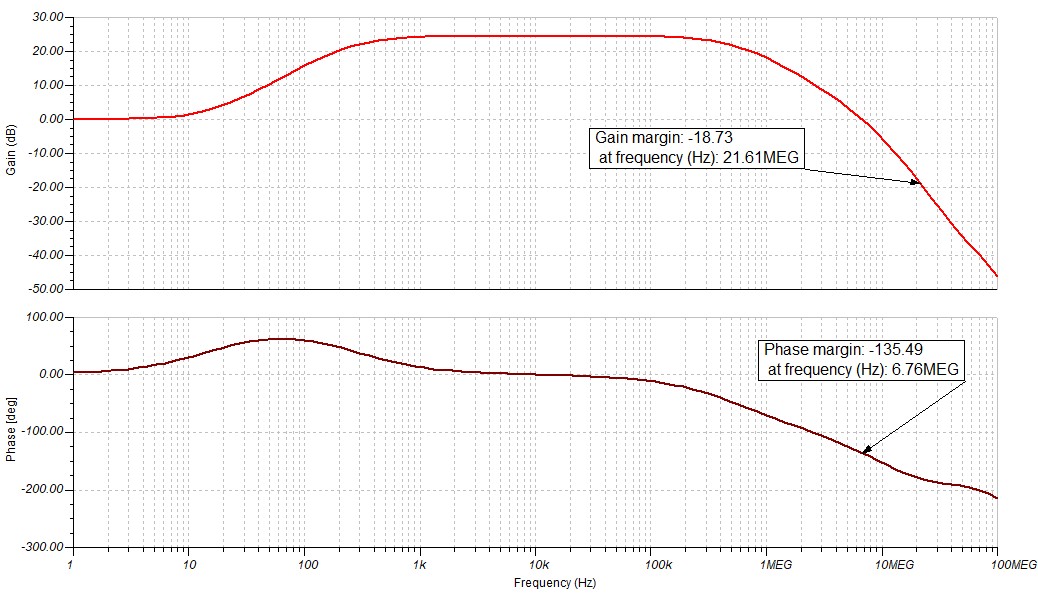 30.00
20.00
10.00
0.00
-10.00
-20.00
-30.00
-40.00
-50.00
Gain (dB)
Gain margin: -18.73
at frequency (Hz): 21.61MEG
100.00
0.00
-100.00
-200.00
-300.00
Phase [deg]
Phase margin: -135.49
at frequency (Hz): 6.76MEG
1 10 100 1k 10k 100k 1MEG 10MEG 100MEG
Frequency (Hz)